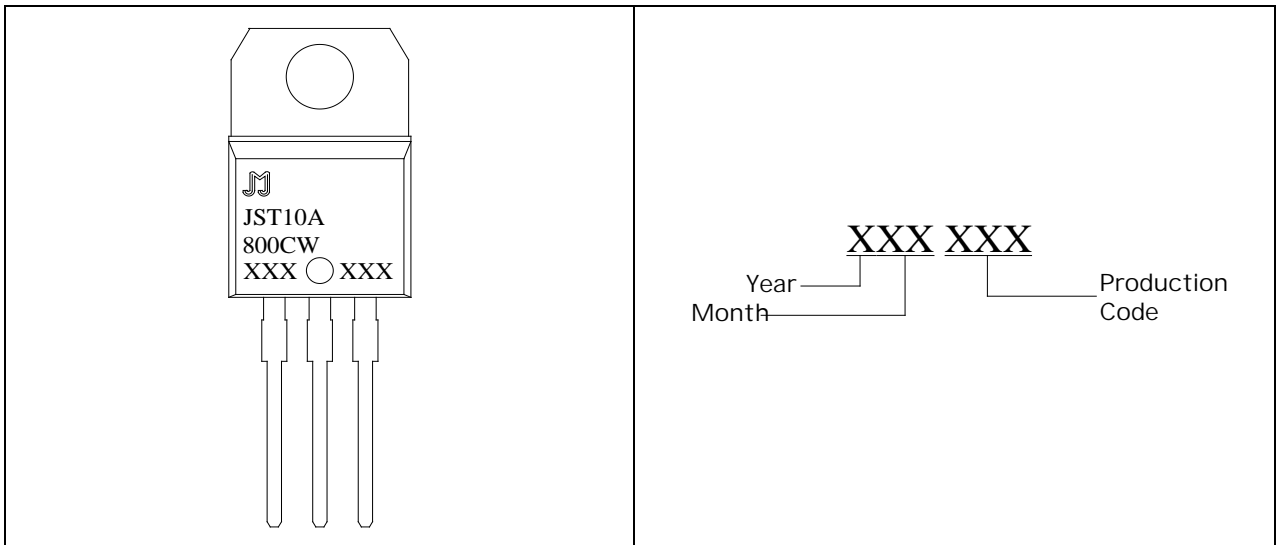 JST10A
800CW
XXX XXX
XXX XXX
Year
Month
Production
Code